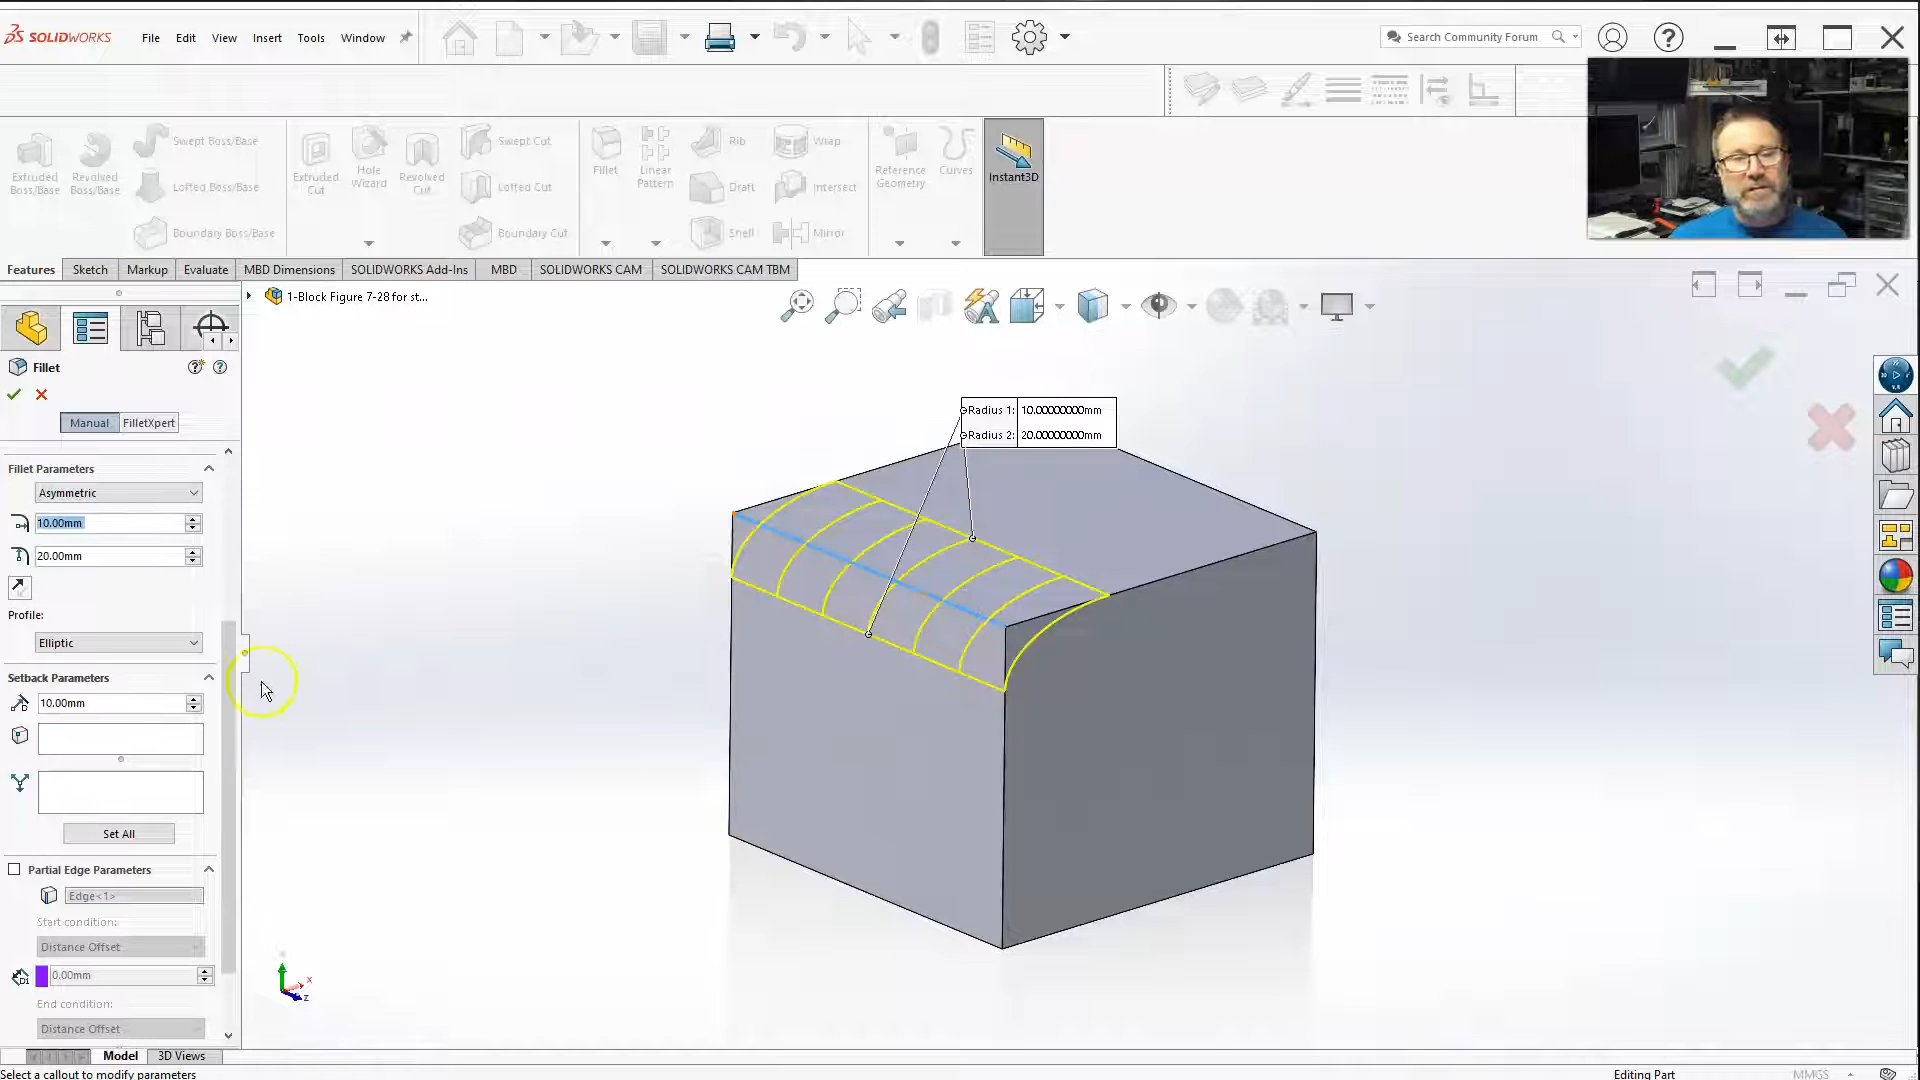 SOLIDWORKS
File Edit View Insert Tools Window
Search Community Forum
Extruded Boss/Base
Revolved Boss/Base
Swept Boss/Base
Lofted Boss/Base
Boundary Boss/Base
Extruded Cut
Hole Wizard
Revolved Cut
Swept Cut
Lofted Cut
Boundary Cut
Fillet
Linear Pattern
Rib
Draft
Shell
Wrap
Intersect
Mirror
Reference Geometry
Curves
Instant3D
Features Sketch Markup Evaluate MBD Dimensions SOLIDWORKS Add-Ins MBD SOLIDWORKS CAM SOLIDWORKS CAM TBM
1-Block Figure 7-28 for st...
Fillet
Manual FilletXpert
Fillet Parameters
Asymmetric
10.00mm
20.00mm
Profile:
Elliptic
Setback Parameters
10.00mm
Set All
Partial Edge Parameters
Edge<1>
Start condition:
Distance Offset
0.00mm
End condition:
Distance Offset
Radius 1: 10.00000000mm
Radius 2: 20.00000000mm
x
z
Model 3D Views
Select a callout to modify parameters
Editing Part
MMGS